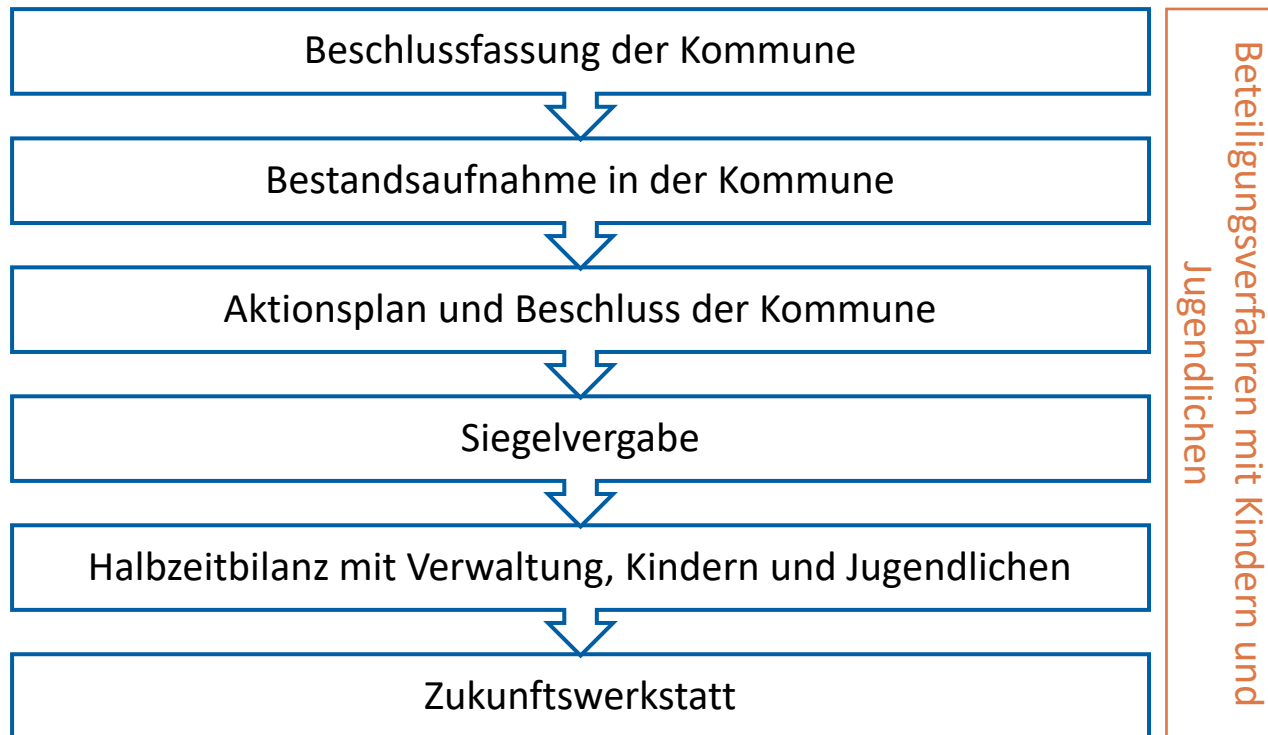 Beschlussfassung der Kommune
Bestandsaufnahme in der Kommune
Aktionsplan und Beschluss der Kommune
Siegelvergabe
Halbzeitbilanz mit Verwaltung, Kindern und Jugendlichen
Zukunftswerkstatt
Beteiligungsverfahren mit Kindern und
Jugendlichen